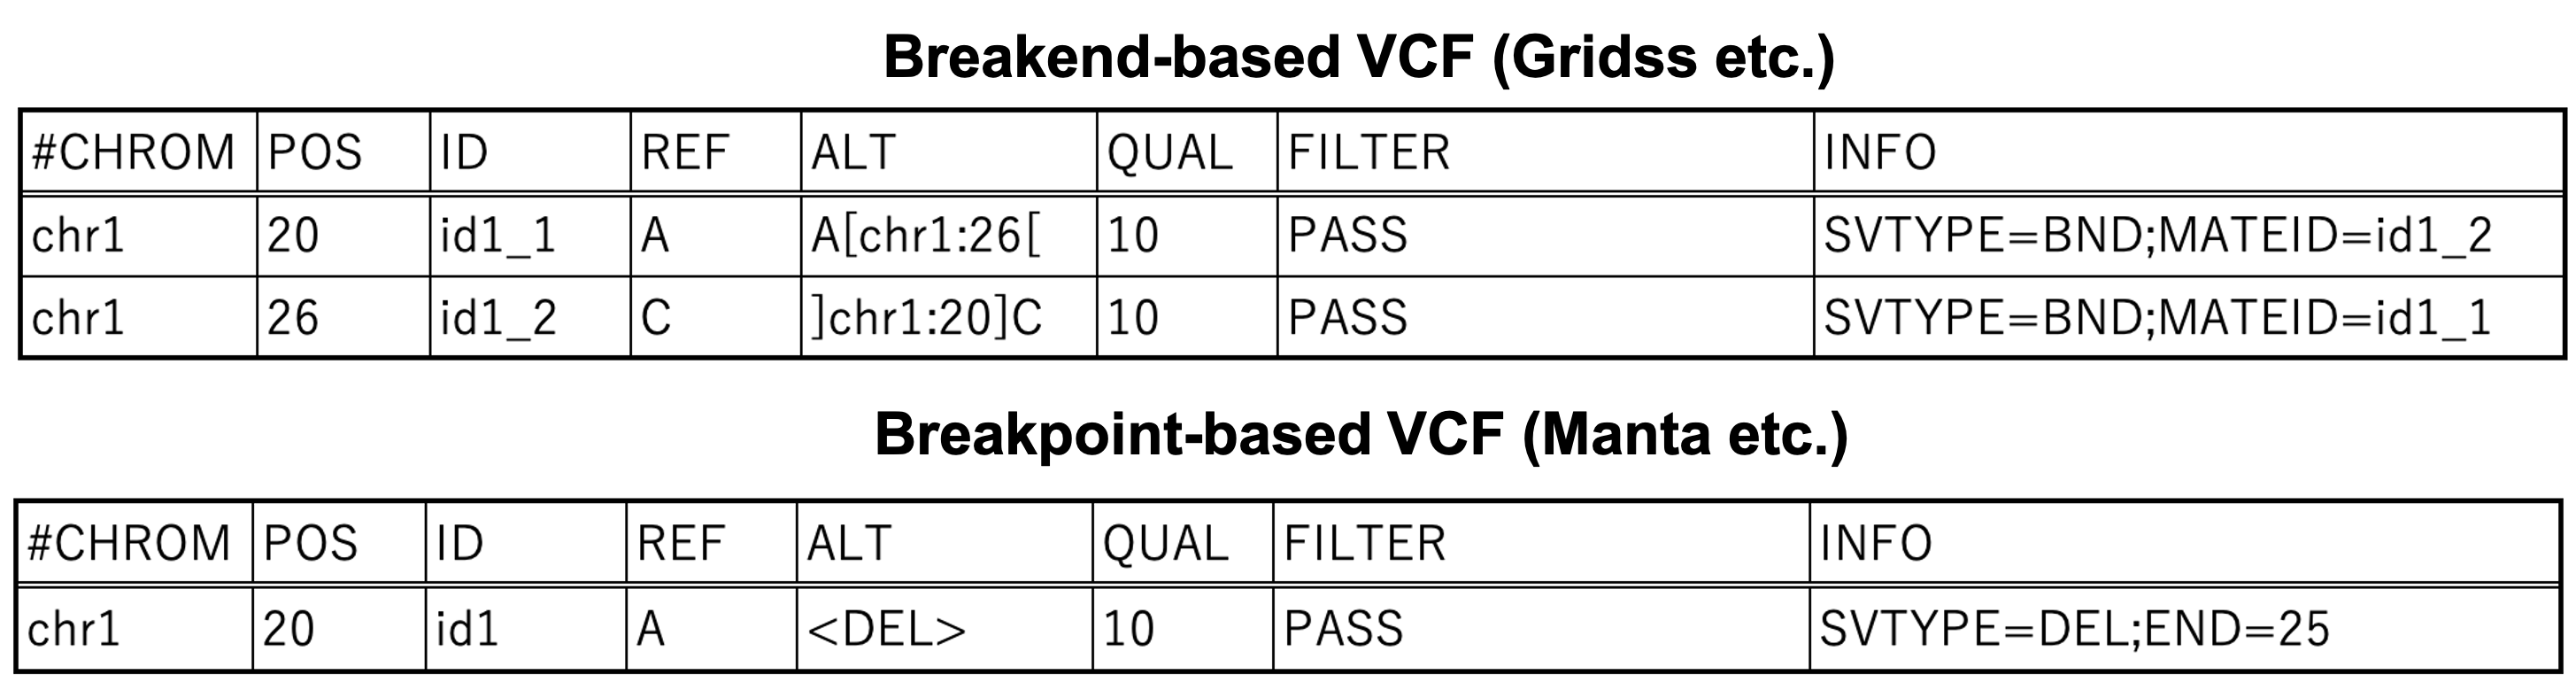 Breakend-based VCF (Gridss etc.)
#CHROM POS ID REF ALT QUAL FILTER INFO
chr1 20 id1_1 A A[chr1:26[ 10 PASS SVTYPE=BND;MATEID=id1_2
chr1 26 id1_2 C ]chr1:20]C 10 PASS SVTYPE=BND;MATEID=id1_1
Breakpoint-based VCF (Manta etc.)
#CHROM POS ID REF ALT QUAL FILTER INFO
chr1 20 id1 A <DEL> 10 PASS SVTYPE=DEL;END=25